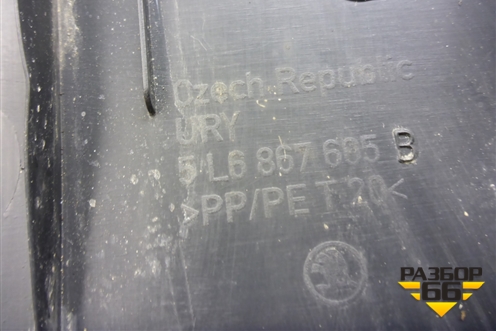 Czech Republic
URY
5L6 867 605 B
>PP/PE T20<
РАЗБОР
66